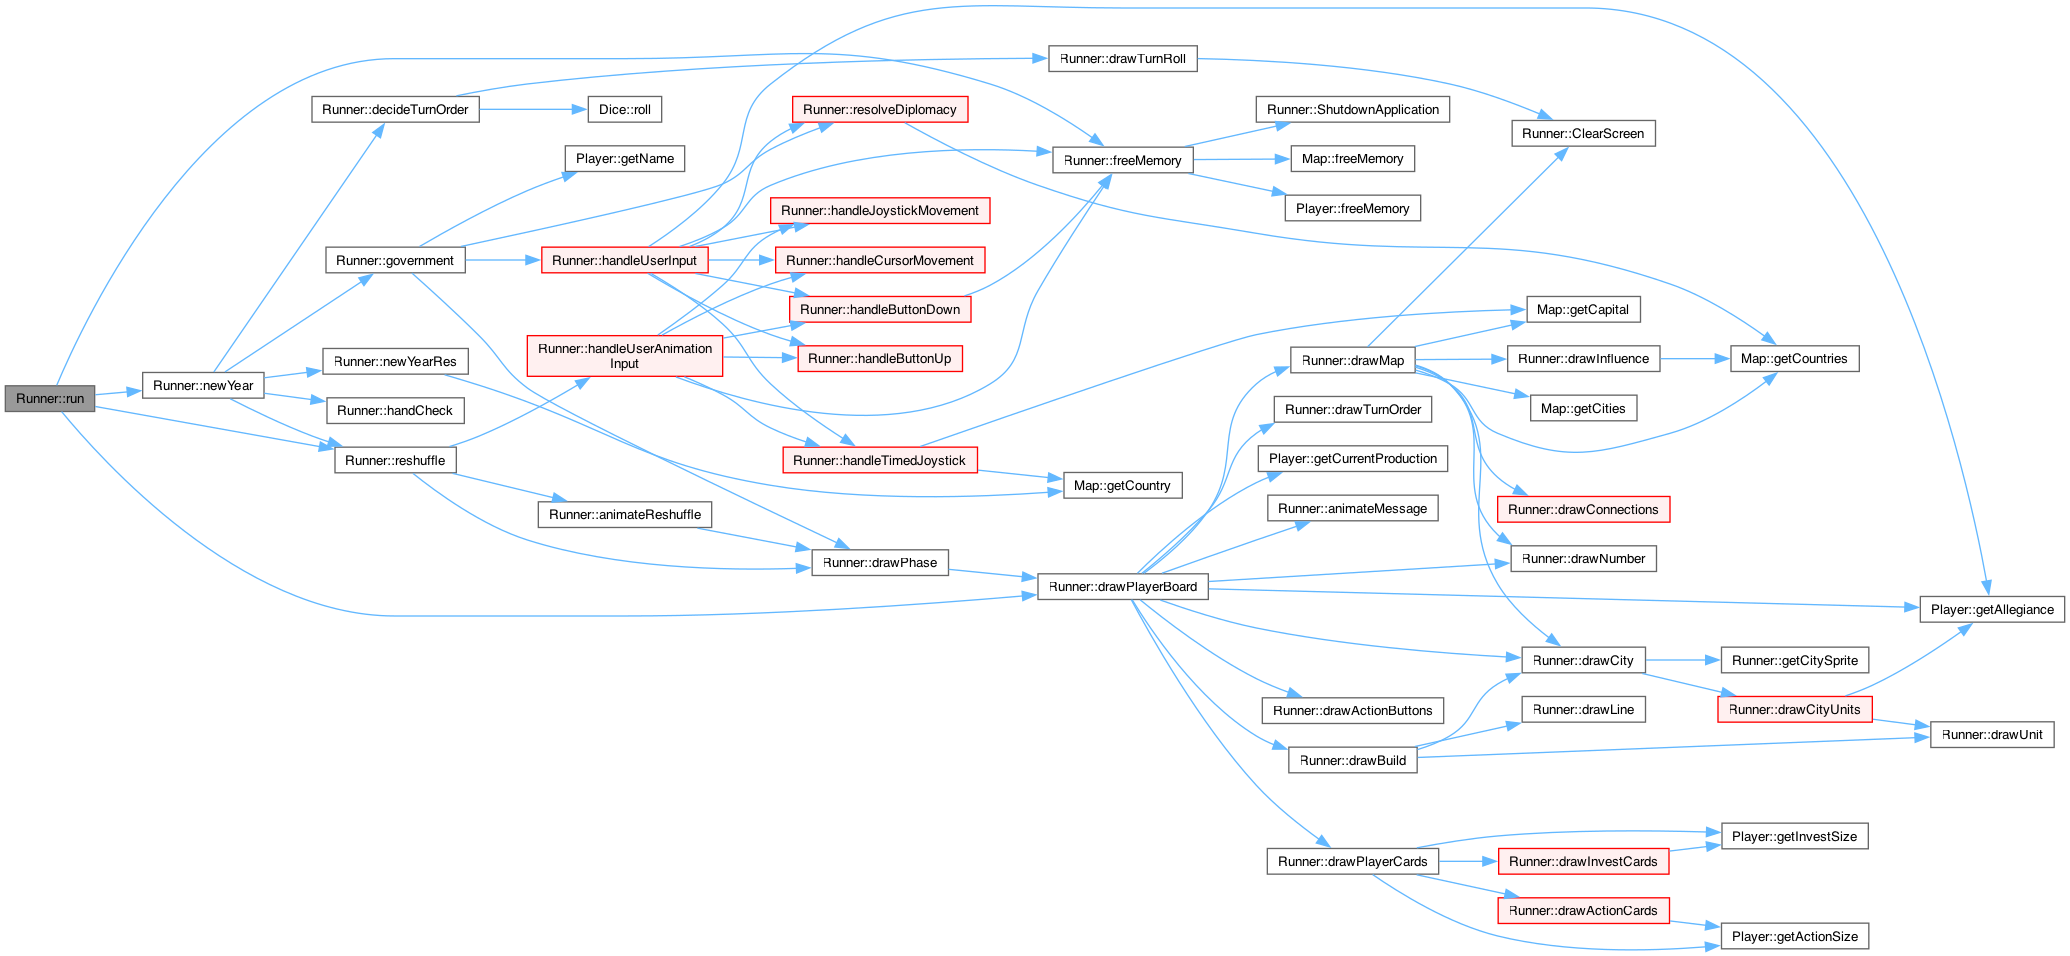 Runner::run
Runner::newYear
Runner::decideTurnOrder
Runner::government
Runner::newYearRes
Runner::handCheck
Runner::reshuffle
Dice::roll
Player::getName
Runner::handleUserInput
Runner::handleUserAnimation
Input
Runner::animateReshuffle
Runner::resolveDiplomacy
Runner::handleJoystickMovement
Runner::handleCursorMovement
Runner::handleButtonDown
Runner::handleButtonUp
Runner::handleTimedJoystick
Runner::drawPhase
Runner::drawTurnRoll
Runner::freeMemory
Map::getCountry
Runner::drawPlayerBoard
Runner::ShutdownApplication
Map::freeMemory
Player::freeMemory
Runner::drawMap
Runner::drawTurnOrder
Player::getCurrentProduction
Runner::animateMessage
Runner::drawActionButtons
Runner::drawBuild
Runner::drawPlayerCards
Runner::ClearScreen
Map::getCapital
Runner::drawInfluence
Map::getCities
Runner::drawConnections
Runner::drawNumber
Runner::drawCity
Runner::drawLine
Runner::drawInvestCards
Runner::drawActionCards
Map::getCountries
Runner::getCitySprite
Runner::drawCityUnits
Player::getInvestSize
Player::getActionSize
Player::getAllegiance
Runner::drawUnit